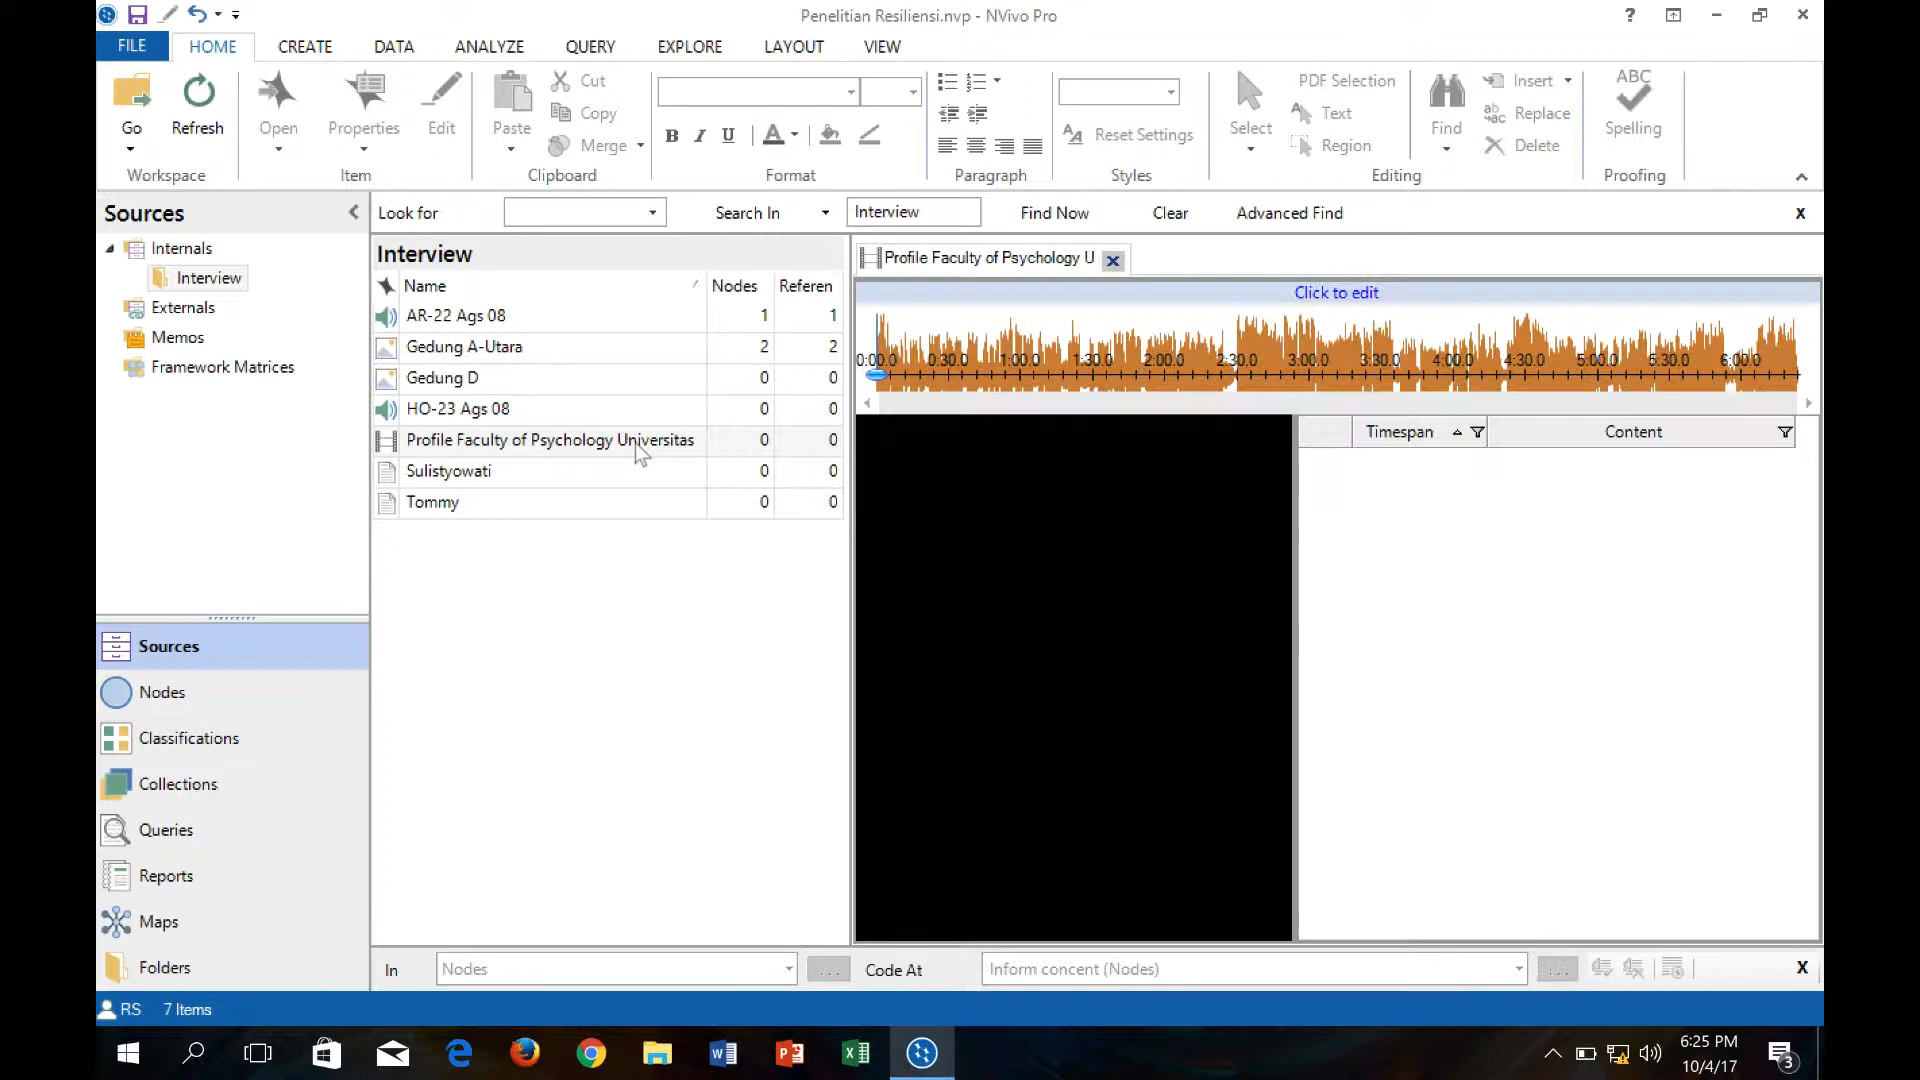 Penelitian Resiliensi.nvp - NVivo Pro
?
FILE HOME CREATE DATA ANALYZE QUERY EXPLORE LAYOUT VIEW
Go Refresh Open Properties Edit Paste Cut Copy Merge
B I U A
Reset Settings
Select PDF Selection Text Region Find Insert Replace Delete
ABC Spelling
Workspace Item Clipboard Format Paragraph Styles Editing Proofing
Sources
Look for Search In Interview Find Now Clear Advanced Find X
Internals
Interview
Externals
Memos
Framework Matrices
Interview
Name Nodes Referen
AR-22 Ags 08 1 1
Gedung A-Utara 2 2
Gedung D 0 0
HO-23 Ags 08 0 0
Profile Faculty of Psychology Universitas 0 0
Sulistyowati 0 0
Tommy 0 0
Profile Faculty of Psychology U
Click to edit
0:00.0 0:30.0 1:00.0 1:30.0 2:00.0 2:30.0 3:00.0 3:30.0 4:00.0 4:30.0 5:00.0 5:30.0 6:00.0
Timespan Content
Sources
Nodes
Classifications
Collections
Queries
Reports
Maps
Folders
In Nodes ... Code At Inform concent (Nodes) ... X
RS 7 Items
6:25 PM
10/4/17
3